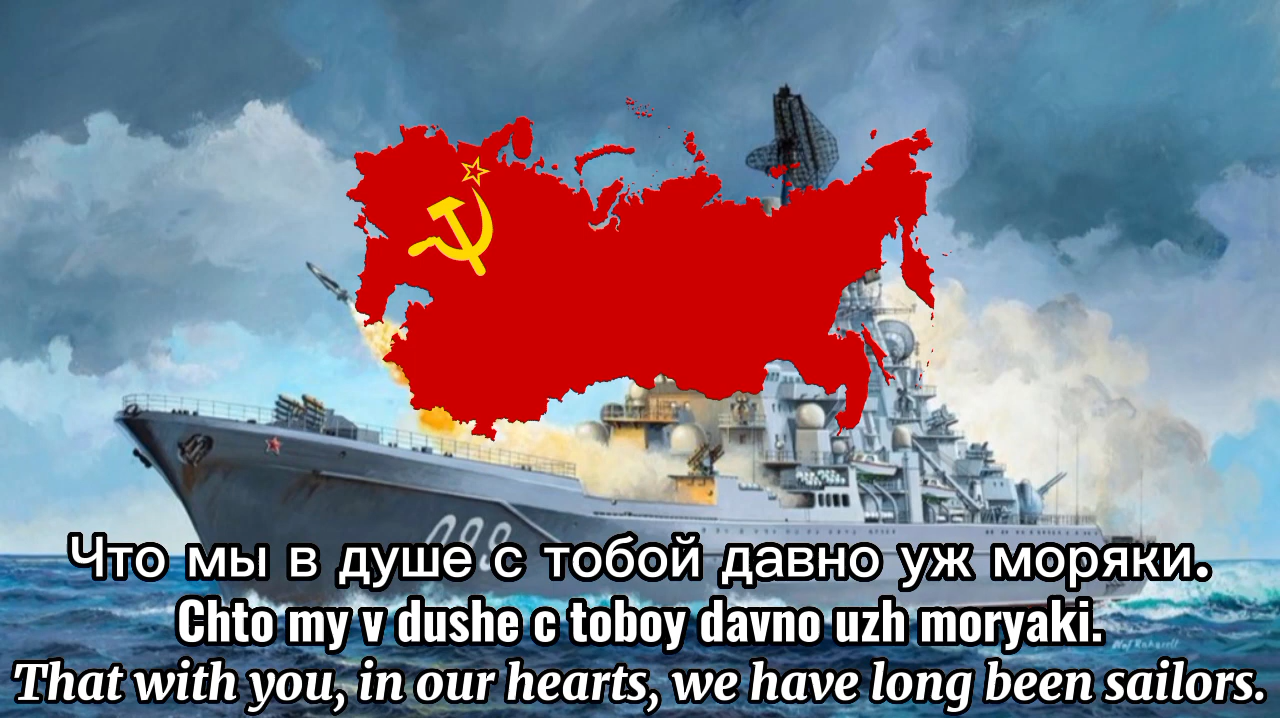 099
Что мы в душе с тобой давно уж моряки.
Chto my v dushe c toboy davno uzh moryaki.
That with you, in our hearts, we have long been sailors.